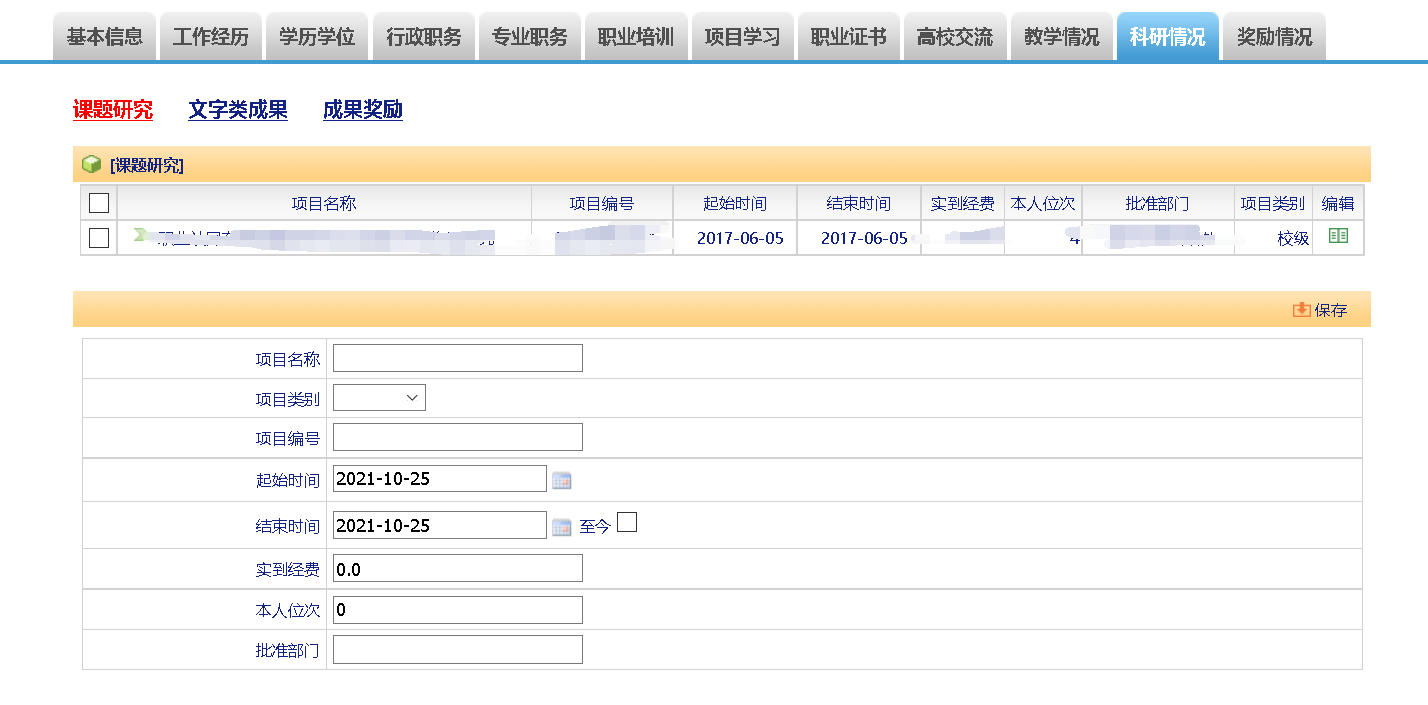 基本信息 工作经历 学历学位 行政职务 专业职务 职业培训 项目学习 职业证书 高校交流 教学情况 科研情况 奖励情况
课题研究 文字类成果 成果奖励
[课题研究]
项目名称 项目编号 起始时间 结束时间 实到经费 本人位次 批准部门 项目类别 编辑
2017-06-05 2017-06-05 4 校级
保存
项目名称
项目类别
项目编号
起始时间 2021-10-25
结束时间 2021-10-25 至今
实到经费 0.0
本人位次 0
批准部门